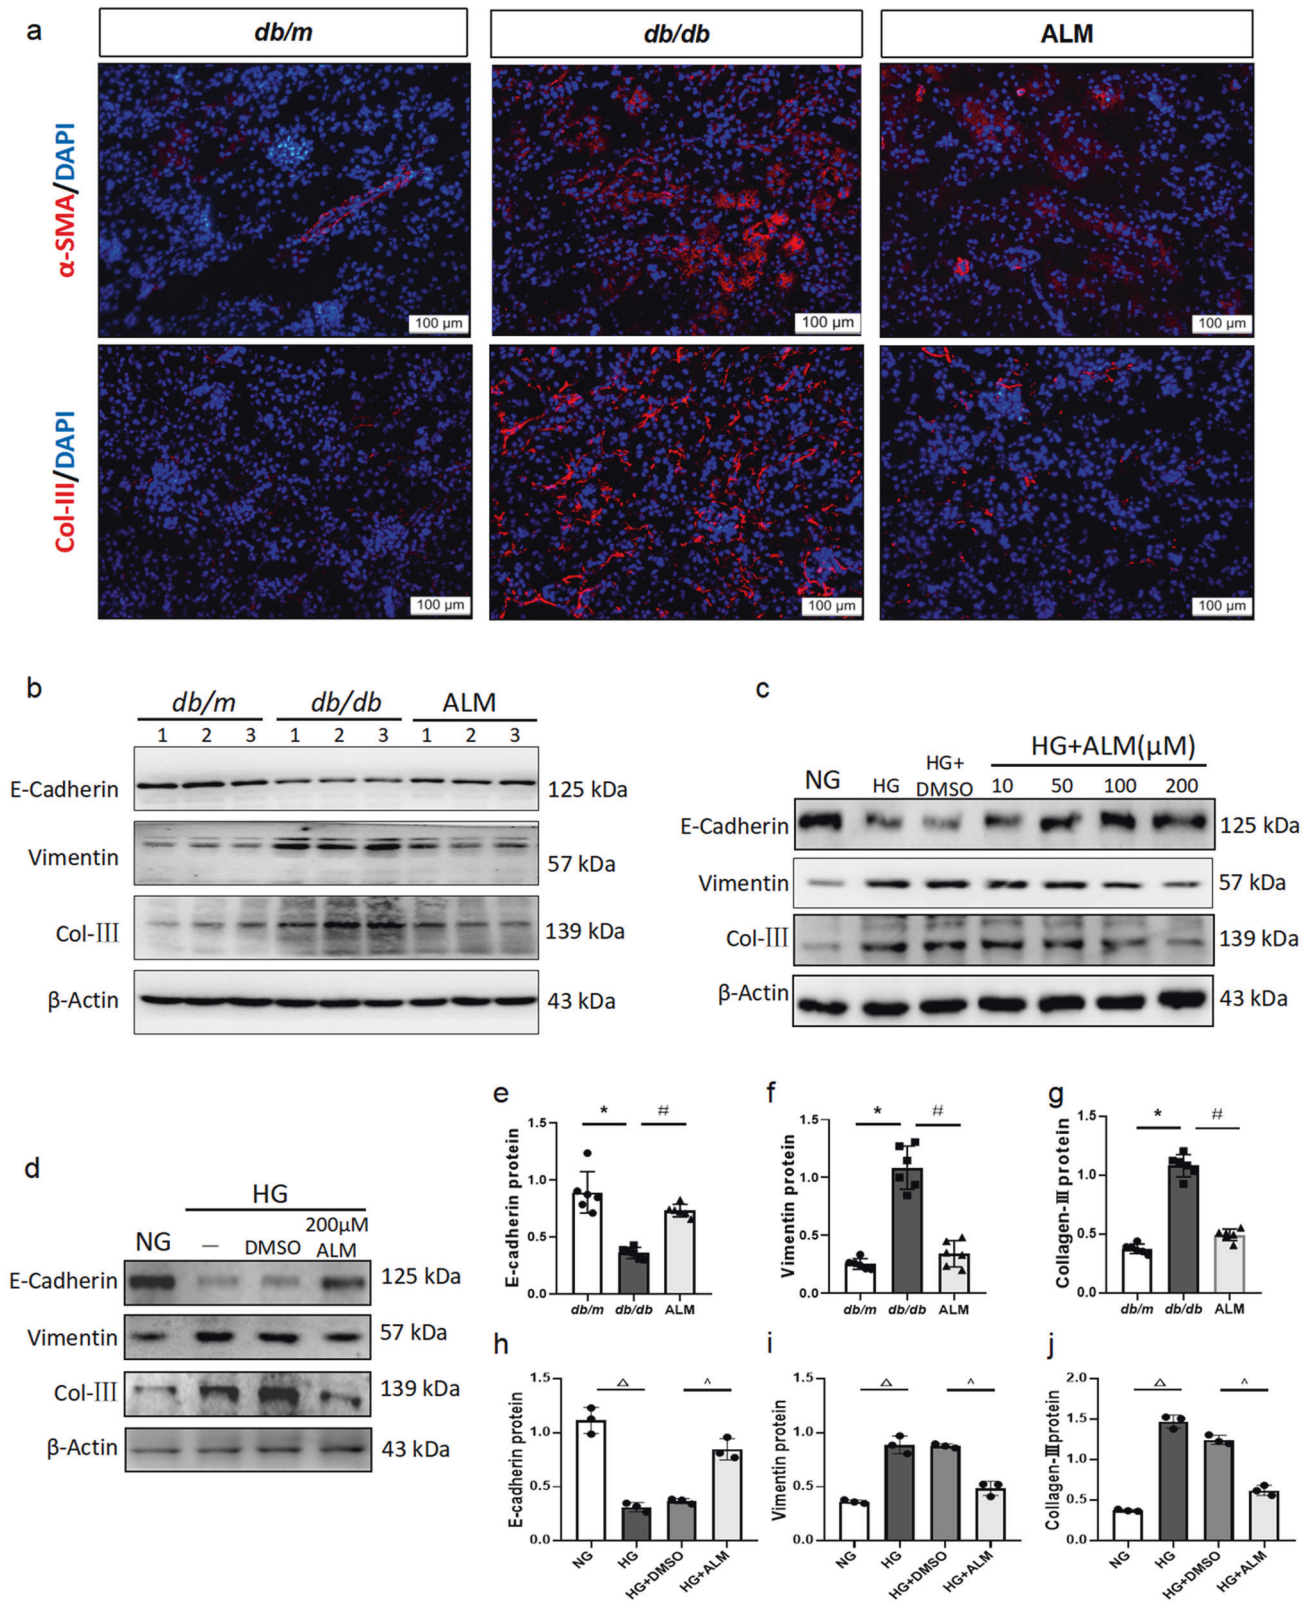 a
db/m db/db ALM
α-SMA/DAPI
100 µm 100 µm 100 µm
Col-III/DAPI
100 µm 100 µm 100 µm
b
db/m db/db ALM
1 2 3 1 2 3 1 2 3
E-Cadherin 125 kDa
Vimentin 57 kDa
Col-III 139 kDa
β-Actin 43 kDa
c
HG+ALM(µM)
NG HG HG+ DMSO 10 50 100 200
E-Cadherin 125 kDa
Vimentin 57 kDa
Col-III 139 kDa
β-Actin 43 kDa
d
HG
NG — DMSO 200µM ALM
E-Cadherin 125 kDa
Vimentin 57 kDa
Col-III 139 kDa
β-Actin 43 kDa
e
E-cadherin protein
* #
1.5
1.0
0.5
0.0
db/m db/db ALM
f
Vimentin protein
* #
1.5
1.0
0.5
0.0
db/m db/db ALM
g
Collagen-III protein
* #
1.5
1.0
0.5
0.0
db/m db/db ALM
h
E-cadherin protein
△ ^
1.5
1.0
0.5
0.0
NG HG HG+DMSO HG+ALM
i
Vimentin protein
△ ^
1.5
1.0
0.5
0.0
NG HG HG+DMSO HG+ALM
j
Collagen-IIIprotein
△ ^
2.0
1.5
1.0
0.5
0.0
NG HG HG+DMSO HG+ALM